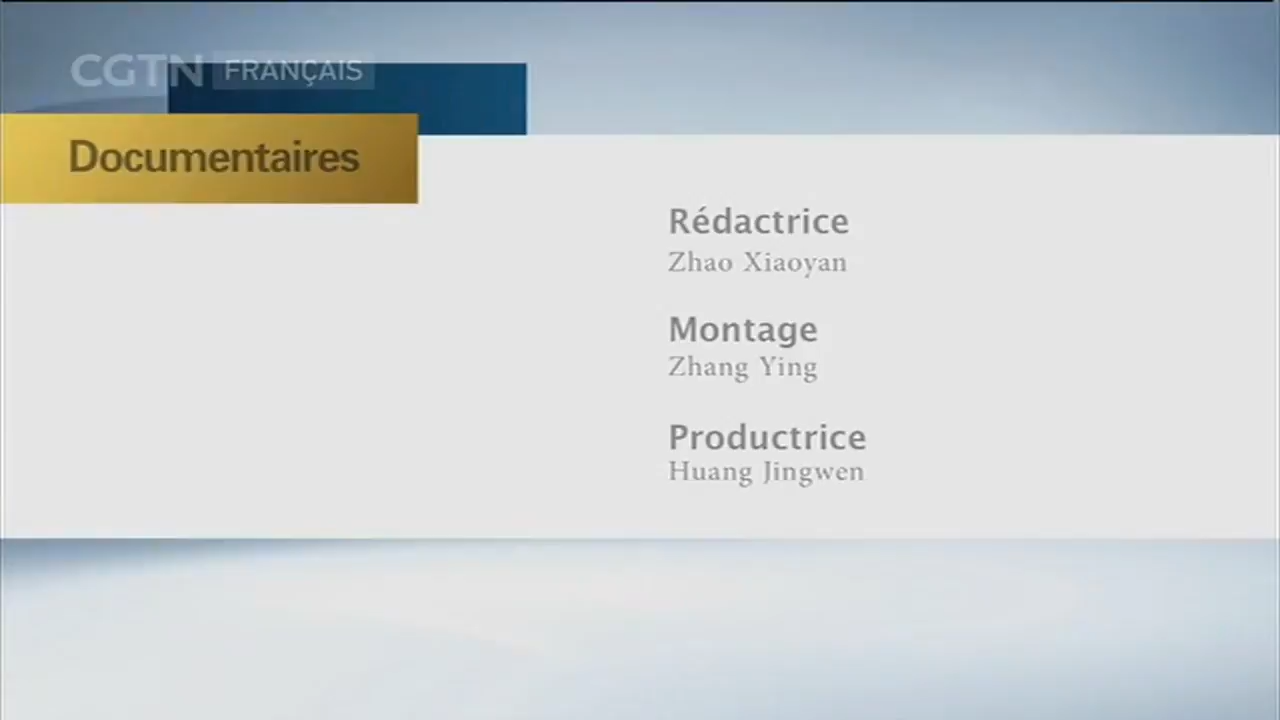 CGTN FRANÇAIS
Documentaires
Rédactrice
Zhao Xiaoyan
Montage
Zhang Ying
Productrice
Huang Jingwen